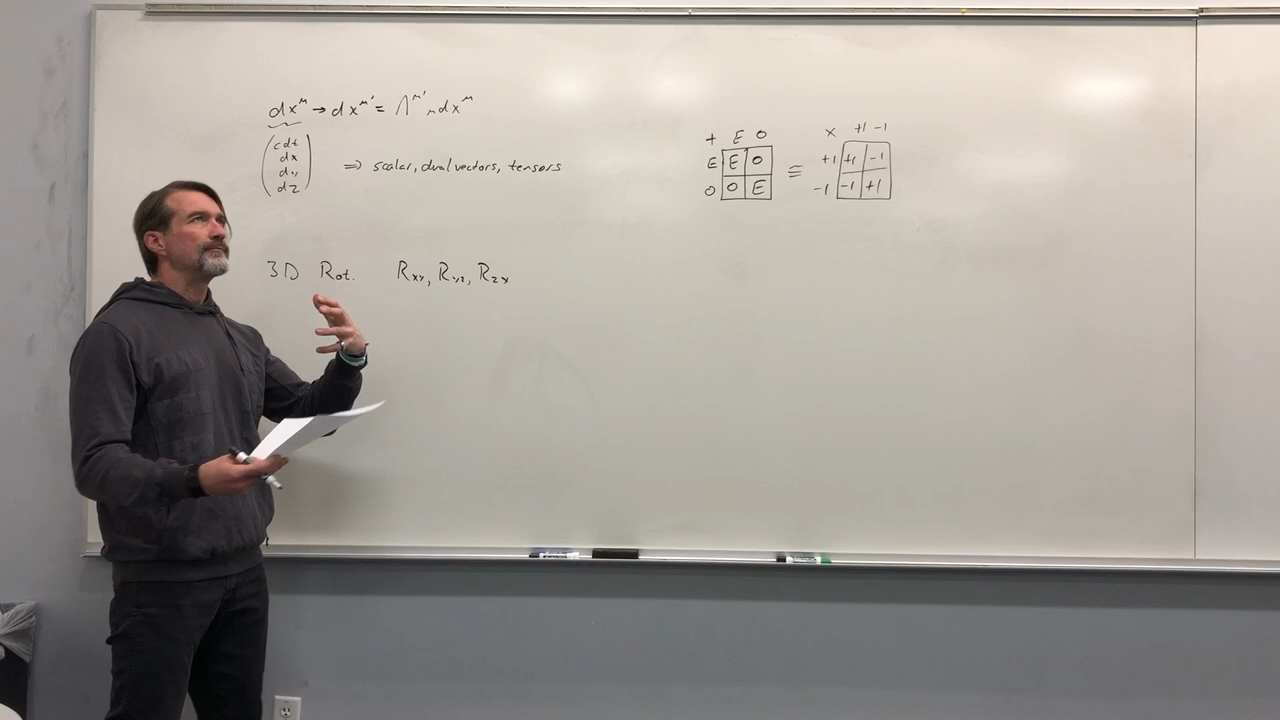 dx^μ → dx^μ' = Λ^μ'_μ dx^μ
(cdt
dx
dy
dz)
⇒ scalar, dual vectors, tensors
3D Rot. R_xy, R_yz, R_zx
+ E O
E E O
O O E
≡
x +1 -1
+1 +1 -1
-1 -1 +1